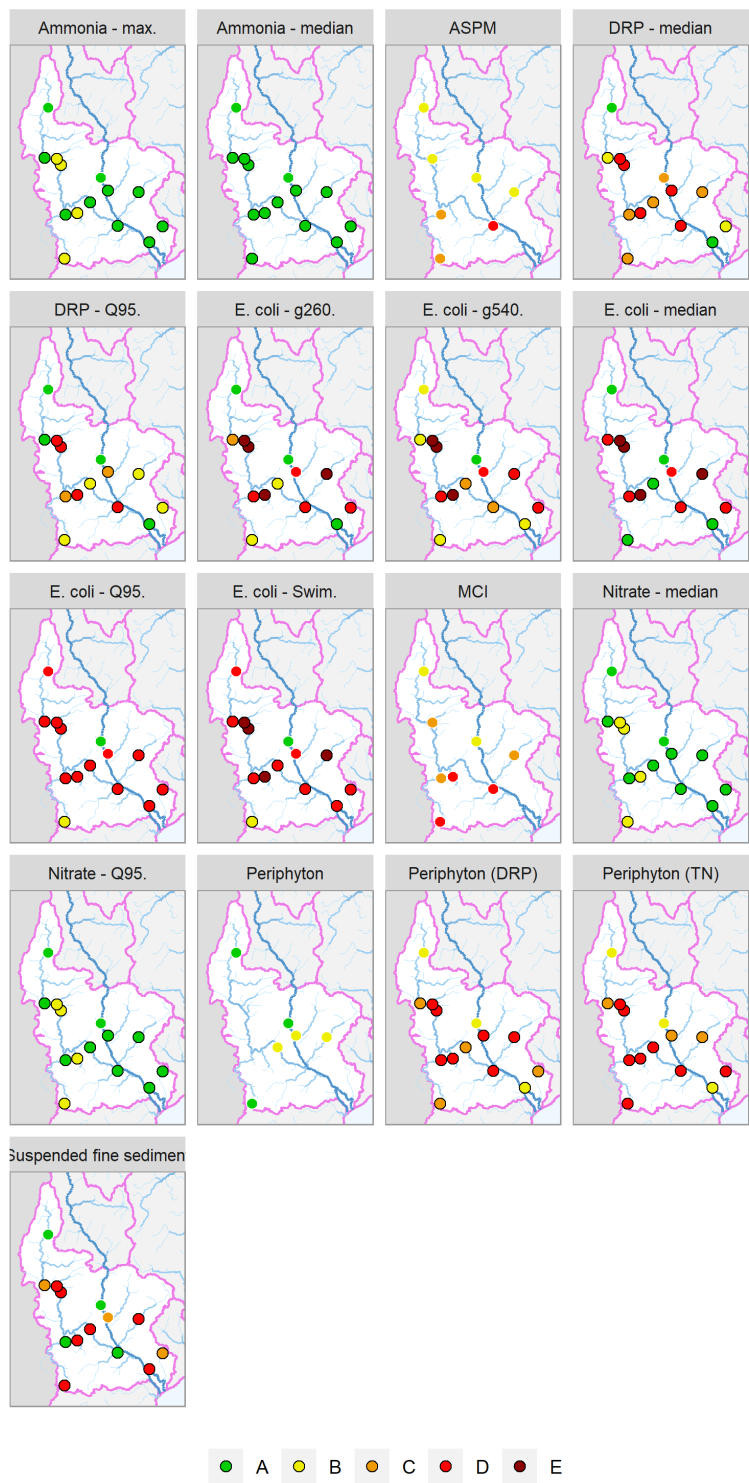 Ammonia - max. Ammonia - median ASPM DRP - median
DRP - Q95. E. coli - g260. E. coli - g540. E. coli - median
E. coli - Q95. E. coli - Swim. MCI Nitrate - median
Nitrate - Q95. Periphyton Periphyton (DRP) Periphyton (TN)
Suspended fine sedimen
A B C D E